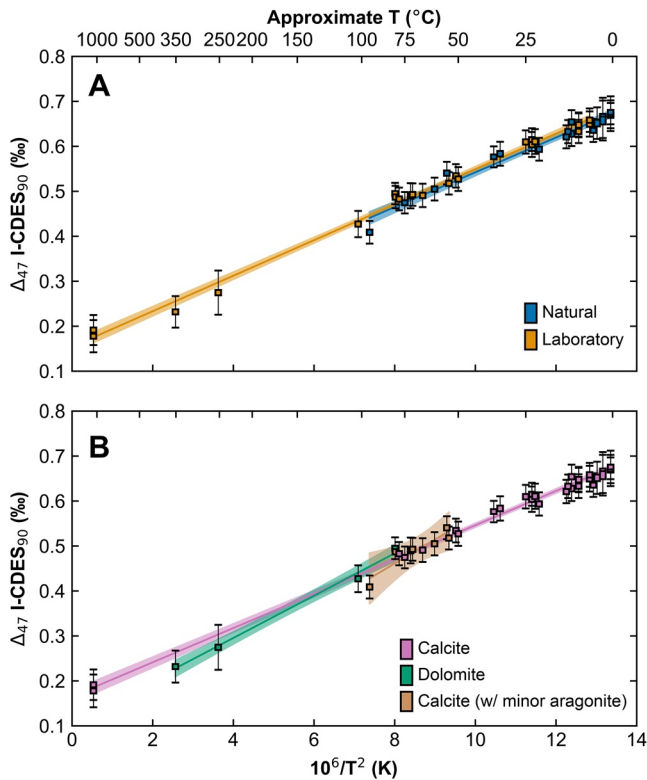 Approximate T (°C)
1000 500 350 250 200 150 100 75 50 25 0
A
0.8
0.7
0.6
0.5
0.4
0.3
0.2
0.1
Δ47 I-CDES90 (‰)
Natural
Laboratory
B
0.8
0.7
0.6
0.5
0.4
0.3
0.2
0.1
Δ47 I-CDES90 (‰)
Calcite
Dolomite
Calcite (w/ minor aragonite)
0 2 4 6 8 10 12 14
10^6/T^2 (K)